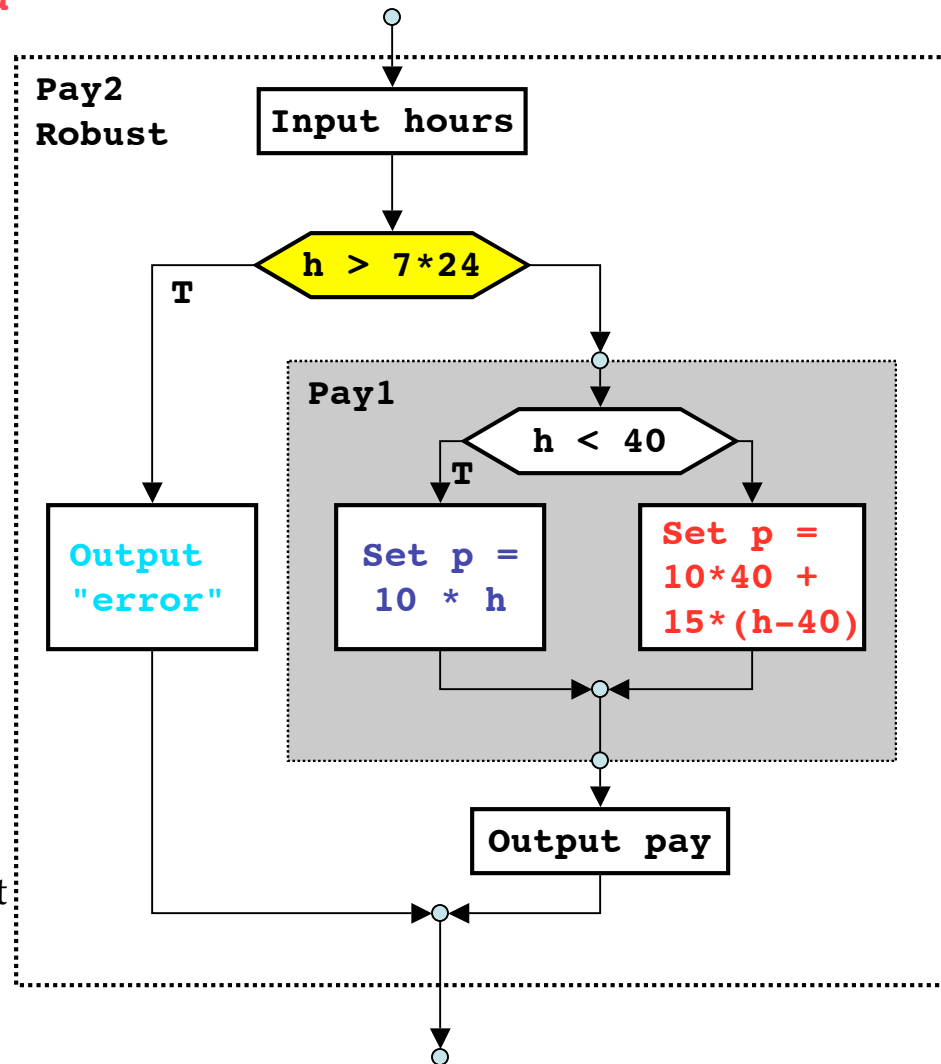 Pay2
Robust
Input hours
h > 7*24
T
Pay1
h < 40
T
Output
"error"
Set p =
10 * h
Set p =
10*40 +
15*(h-40)
Output pay
t